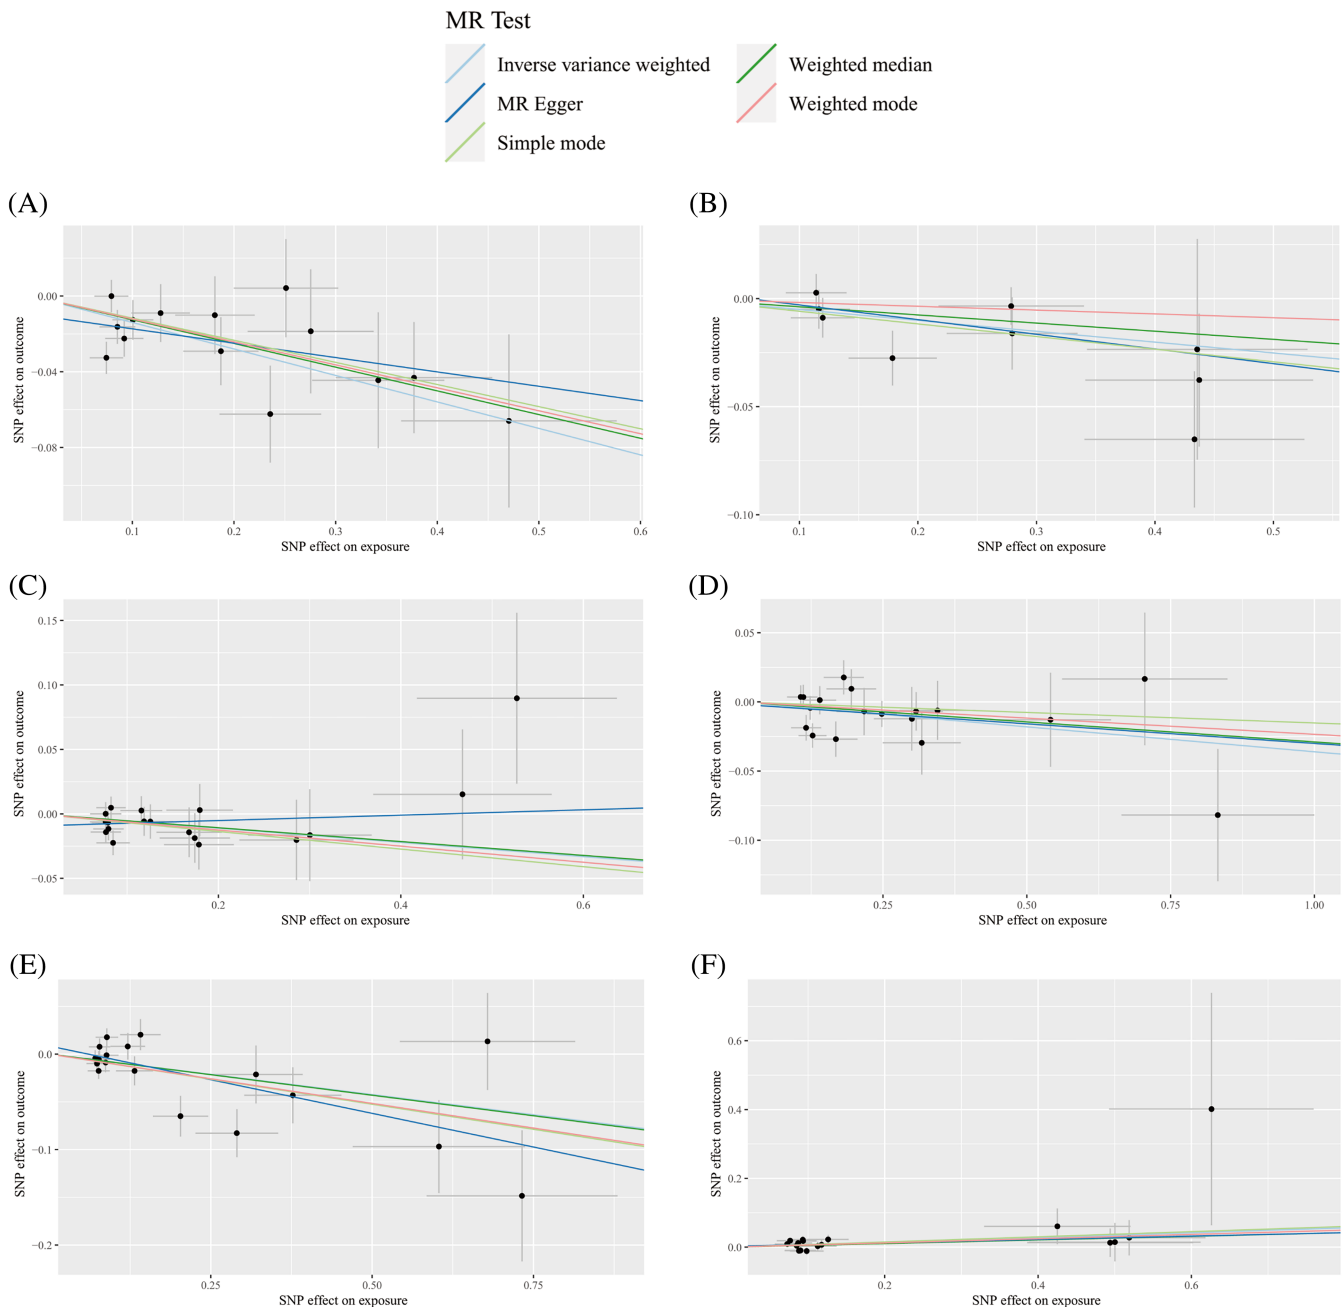 MR Test
Inverse variance weighted
Weighted median
MR Egger
Weighted mode
Simple mode
(A)
(B)
SNP effect on outcome
0.00
−0.04
−0.08
0.1 0.2 0.3 0.4 0.5 0.6
SNP effect on exposure
SNP effect on outcome
0.00
−0.05
−0.10
0.1 0.2 0.3 0.4 0.5
SNP effect on exposure
(C)
(D)
SNP effect on outcome
0.15
0.10
0.05
0.00
−0.05
0.2 0.4 0.6
SNP effect on exposure
SNP effect on outcome
0.05
0.00
−0.05
−0.10
0.25 0.50 0.75 1.00
SNP effect on exposure
(E)
(F)
SNP effect on outcome
0.0
−0.1
−0.2
0.25 0.50 0.75
SNP effect on exposure
SNP effect on outcome
0.6
0.4
0.2
0.0
0.2 0.4 0.6
SNP effect on exposure